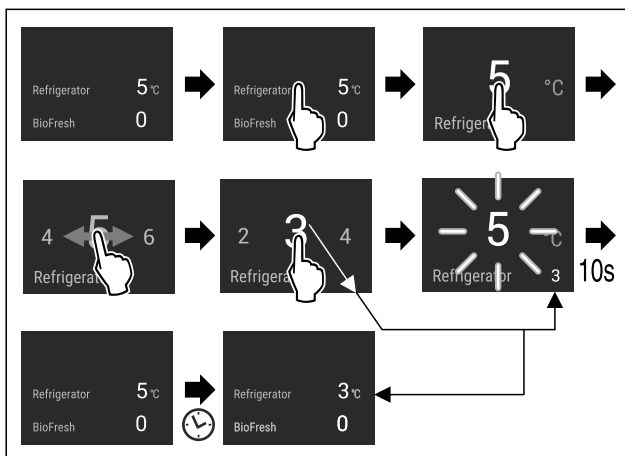 Refrigerator 5 °C
BioFresh 0
Refrigerator 5 °C
BioFresh 0
5 °C
Refriger
4 5 6
Refrigerat
2 3 4
Refrigera
5 °C
Refrigerator 3
10s
Refrigerator 5 °C
BioFresh 0
Refrigerator 3 °C
BioFresh 0